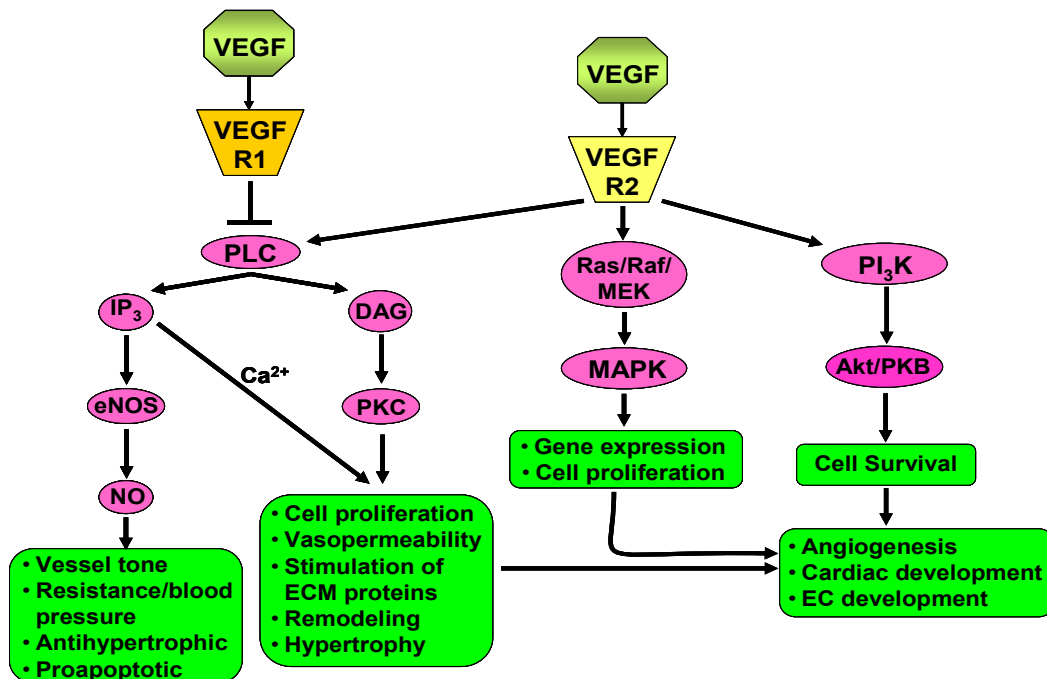 VEGF
VEGF
VEGF
R1
VEGF
R2
PLC
Ras/Raf/
MEK
PI₃K
IP₃
DAG
Ca²⁺
MAPK
Akt/PKB
eNOS
PKC
• Gene expression
• Cell proliferation
Cell Survival
NO
• Cell proliferation
• Vasopermeability
• Stimulation of
ECM proteins
• Remodeling
• Hypertrophy
• Angiogenesis
• Cardiac development
• EC development
• Vessel tone
• Resistance/blood
pressure
• Antihypertrophic
• Proapoptotic